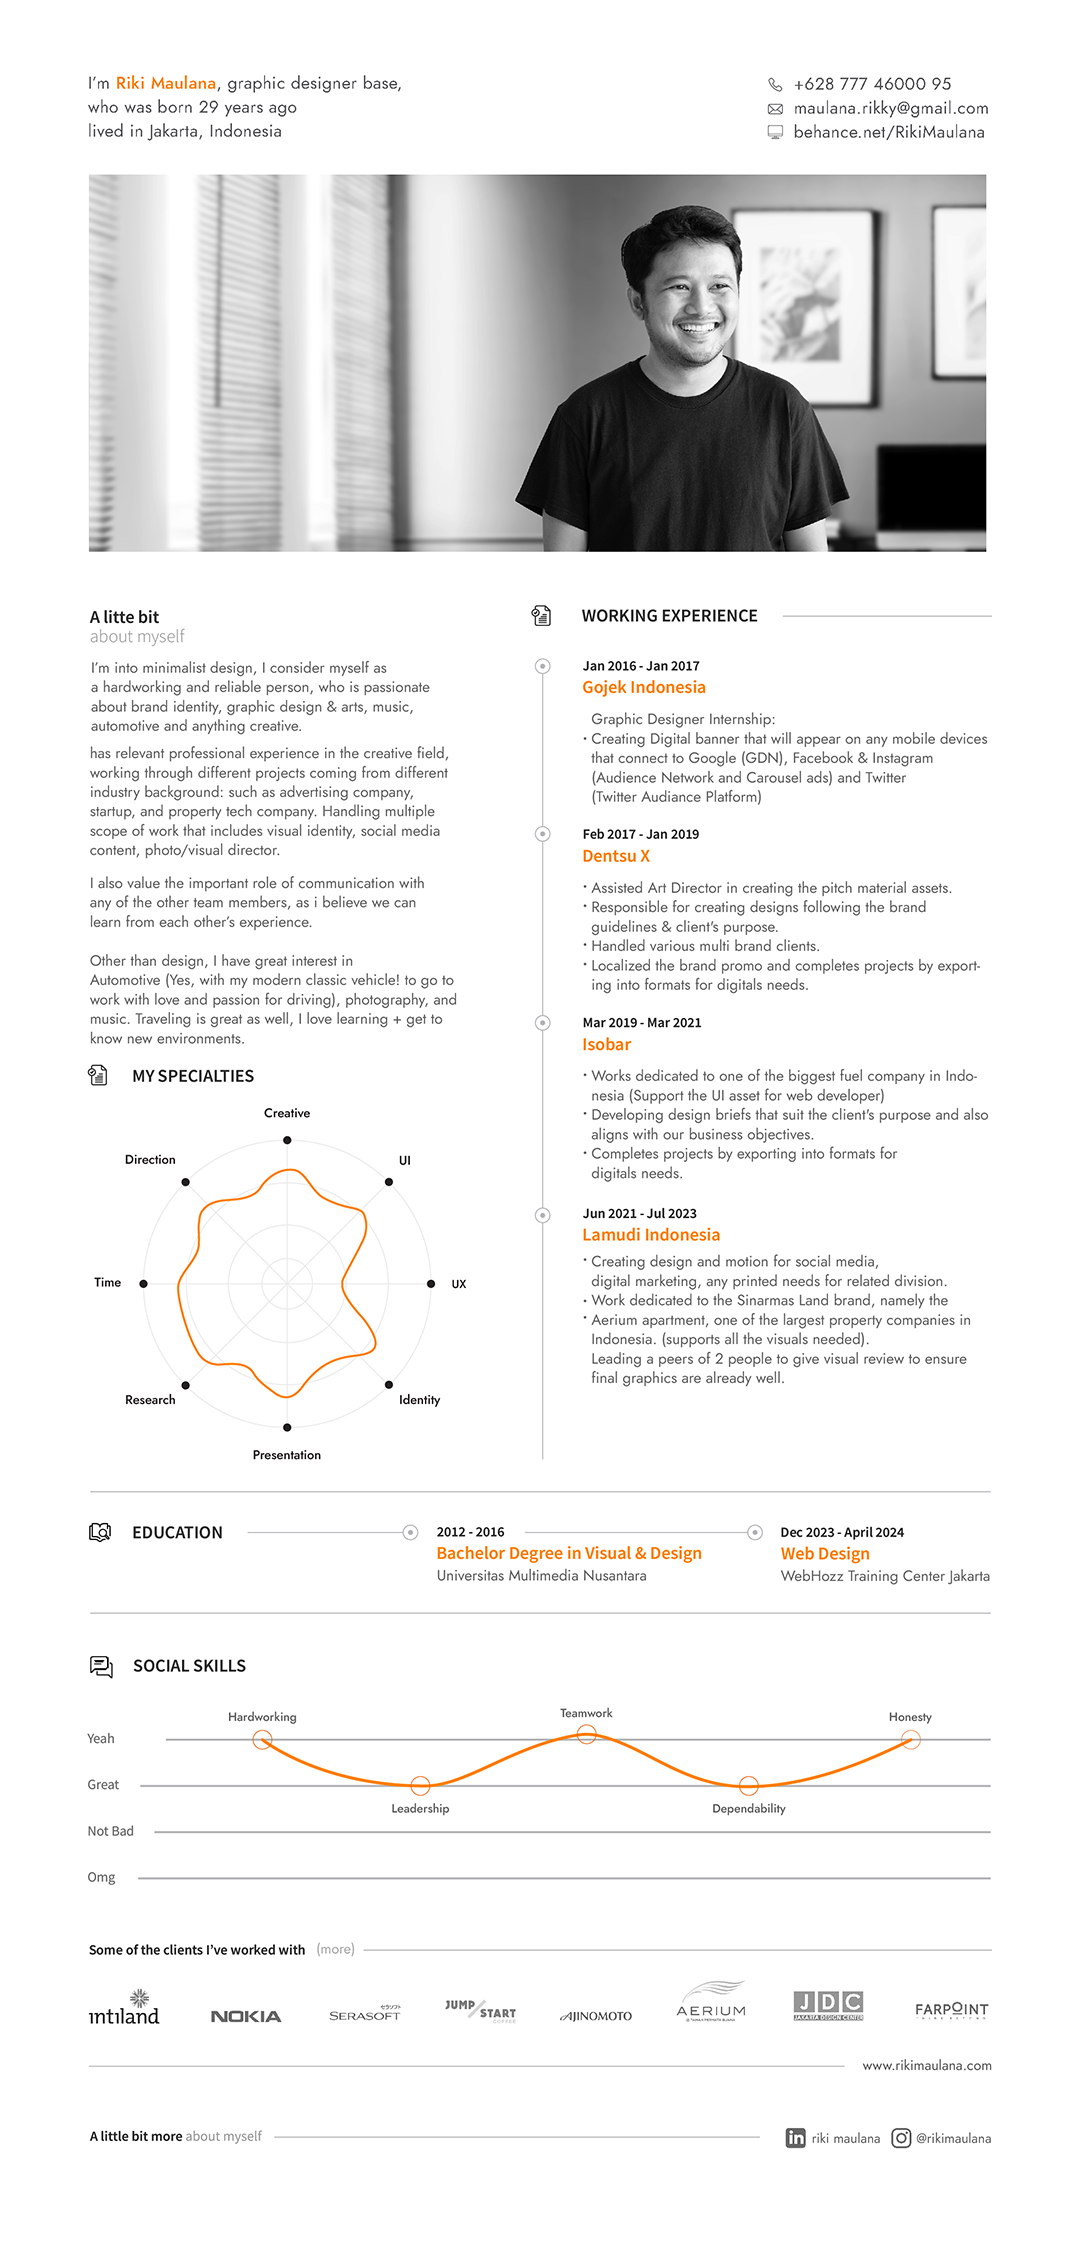 I'm Riki Maulana, graphic designer base,
who was born 29 years ago
lived in Jakarta, Indonesia
+628 777 46000 95
maulana.rikky@gmail.com
behance.net/RikiMaulana
A litte bit
about myself
I'm into minimalist design, I consider myself as
a hardworking and reliable person, who is passionate
about brand identity, graphic design & arts, music,
automotive and anything creative.
has relevant professional experience in the creative field,
working through different projects coming from different
industry background: such as advertising company,
startup, and property tech company. Handling multiple
scope of work that includes visual identity, social media
content, photo/visual director.
I also value the important role of communication with
any of the other team members, as i believe we can
learn from each other's experience.
Other than design, I have great interest in
Automotive (Yes, with my modern classic vehicle! to go to
work with love and passion for driving), photography, and
music. Traveling is great as well, I love learning + get to
know new environments.
MY SPECIALTIES
Creative
Direction
UI
Time
UX
Research
Identity
Presentation
WORKING EXPERIENCE
Jan 2016 - Jan 2017
Gojek Indonesia
Graphic Designer Internship:
· Creating Digital banner that will appear on any mobile devices
that connect to Google (GDN), Facebook & Instagram
(Audience Network and Carousel ads) and Twitter
(Twitter Audiance Platform)
Feb 2017 - Jan 2019
Dentsu X
· Assisted Art Director in creating the pitch material assets.
· Responsible for creating designs following the brand
guidelines & client's purpose.
· Handled various multi brand clients.
· Localized the brand promo and completes projects by export-
ing into formats for digitals needs.
Mar 2019 - Mar 2021
Isobar
· Works dedicated to one of the biggest fuel company in Indo-
nesia (Support the UI asset for web developer)
· Developing design briefs that suit the client's purpose and also
aligns with our business objectives.
· Completes projects by exporting into formats for
digitals needs.
Jun 2021 - Jul 2023
Lamudi Indonesia
· Creating design and motion for social media,
digital marketing, any printed needs for related division.
· Work dedicated to the Sinarmas Land brand, namely the
· Aerium apartment, one of the largest property companies in
Indonesia. (supports all the visuals needed).
Leading a peers of 2 people to give visual review to ensure
final graphics are already well.
EDUCATION
2012 - 2016
Bachelor Degree in Visual & Design
Universitas Multimedia Nusantara
Dec 2023 - April 2024
Web Design
WebHozz Training Center Jakarta
SOCIAL SKILLS
Hardworking
Teamwork
Honesty
Yeah
Great
Leadership
Dependability
Not Bad
Omg
Some of the clients I've worked with (more)
intiland
NOKIA
セラソフト
SERASOFT
JUMP/START
COFFEE
AJINOMOTO
AERIUM
@ TAMAN PERMATA BUANA
JDC
JAKARTA DESIGN CENTER
FARPOINT
www.rikimaulana.com
A little bit more about myself
riki maulana
@rikimaulana